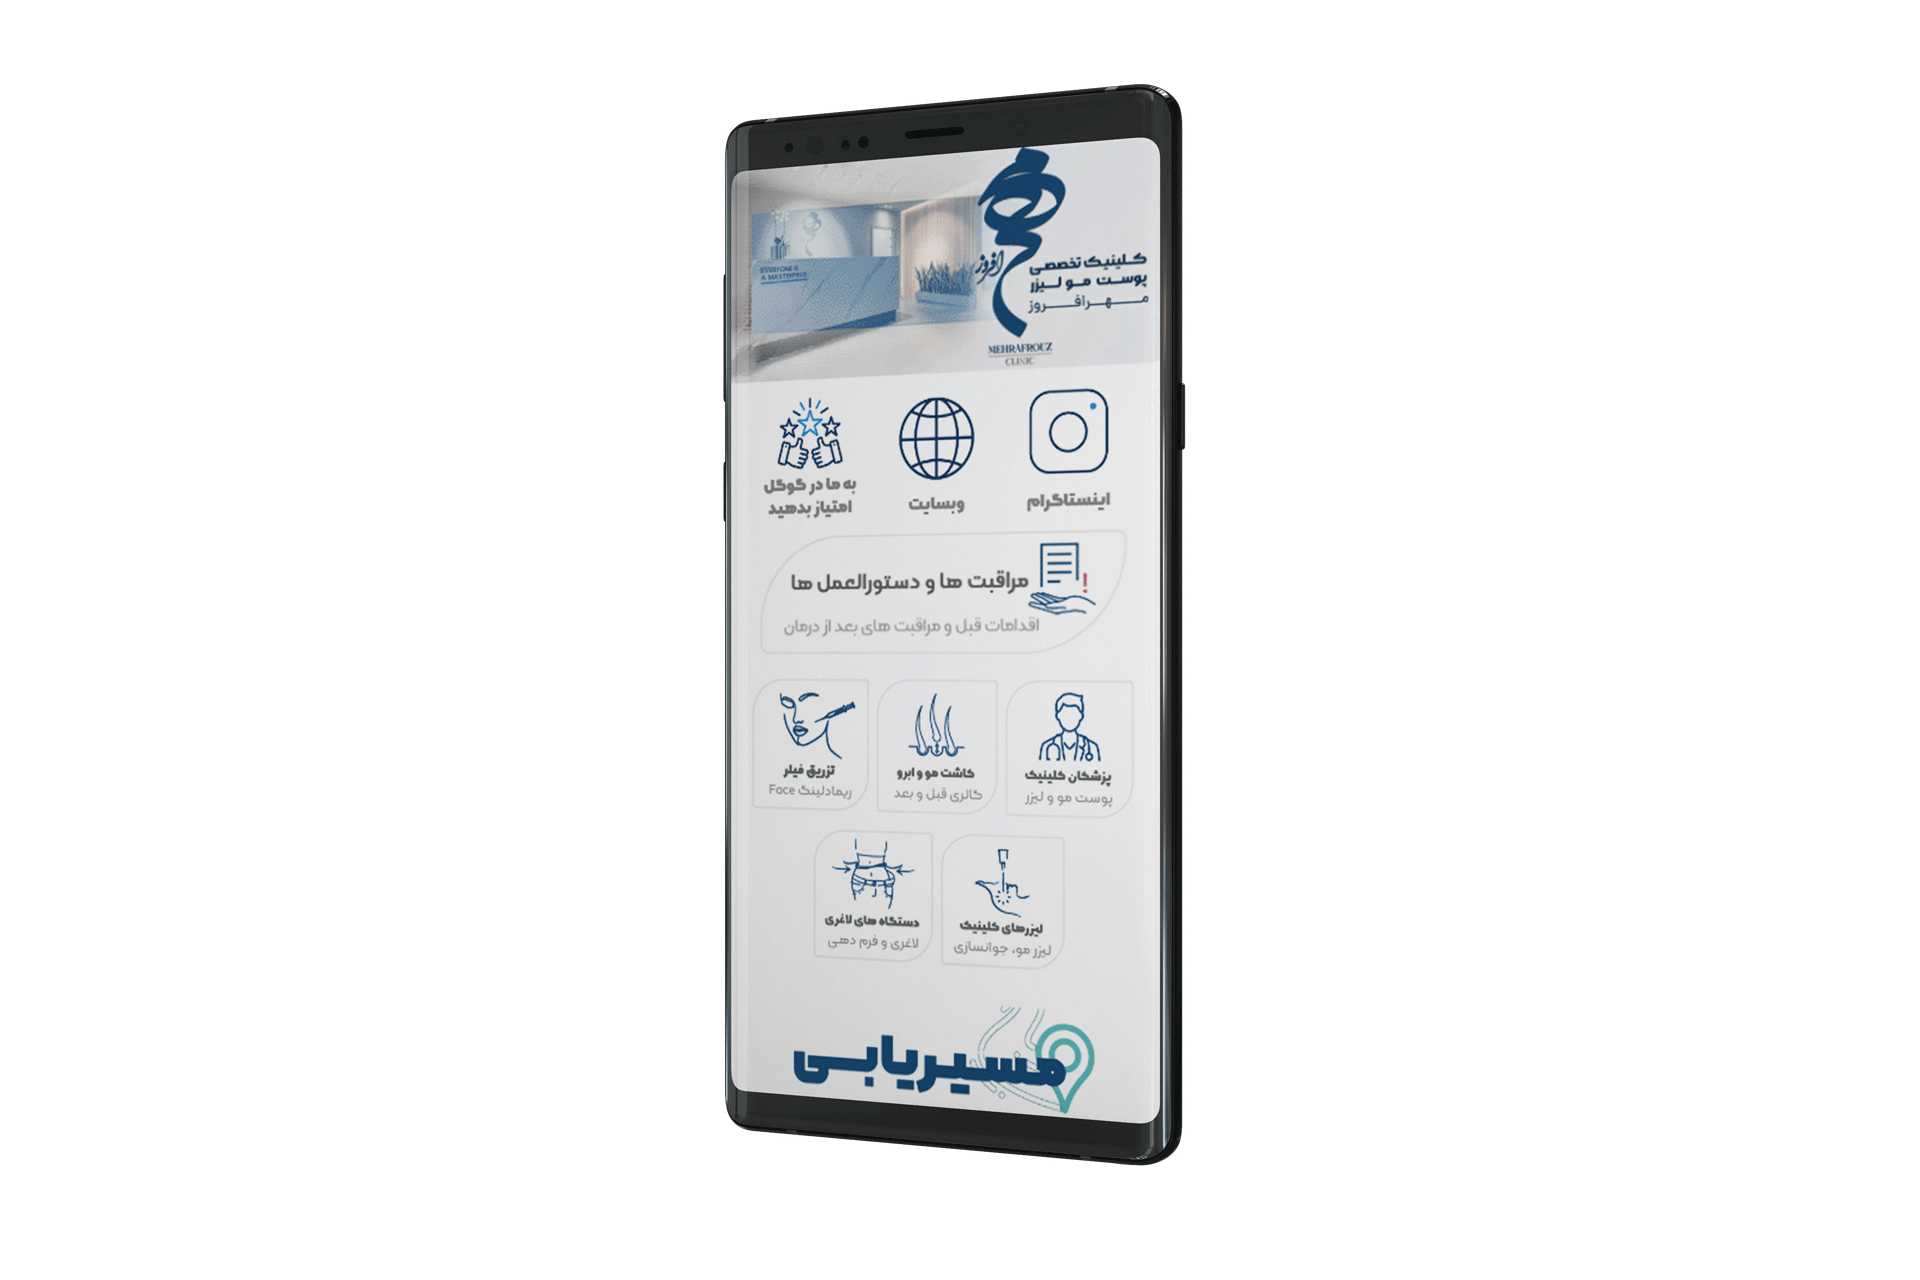 EVERYONE IS
A MASTERPIECE
افروز
کلینیک تخصصی
پوست مو لیزر
مهرافروز
MEHRAFROUZ
CLINIC
اینستاگرام
وبسایت
به ما در گوگل
امتیاز بدهید
مراقبت ها و دستورالعمل ها
اقدامات قبل و مراقبت های بعد از درمان
پزشکان کلینیک
پوست مو و لیزر
کاشت مو و ابرو
گالری قبل و بعد
تزریق فیلر
ریمادلینگ Face
لیزرهای کلینیک
لیزر مو، جوانسازی
دستگاه های لاغری
لاغری و فرم دهی
مسیریابی